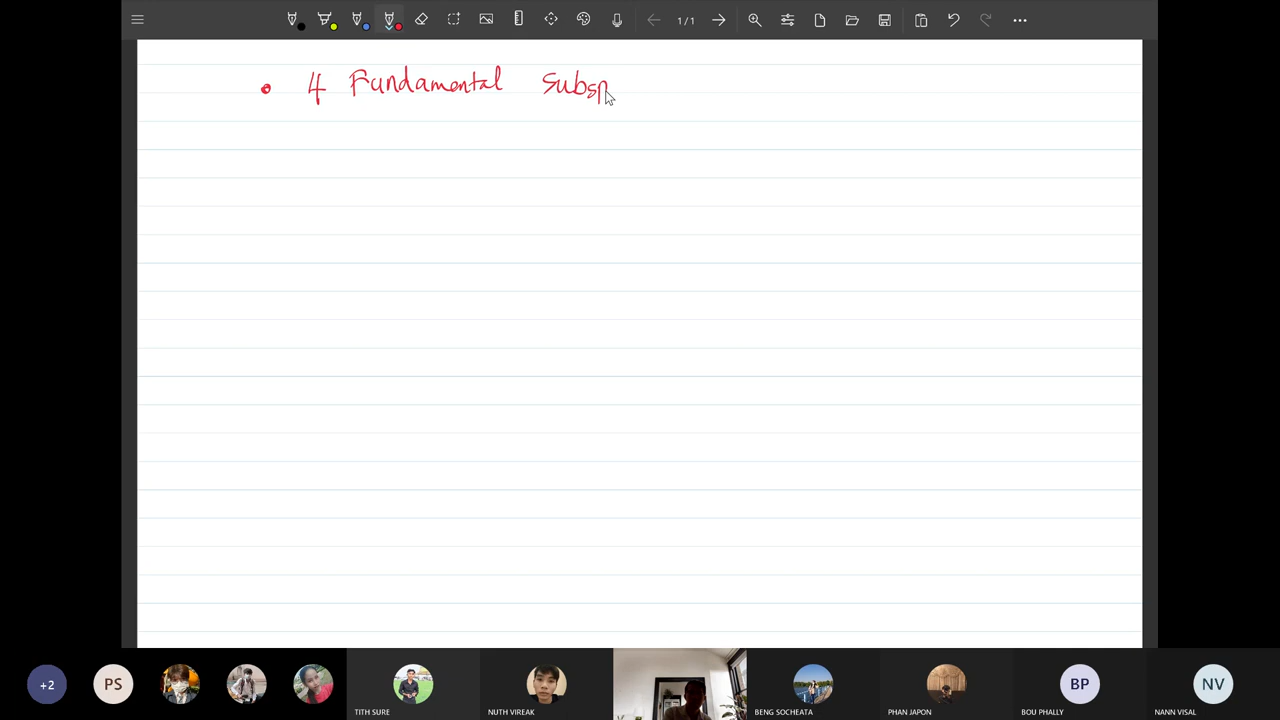 1/1
• 4 Fundamental Subsp
+2
PS
TITH SURE
NUTH VIREAK
BENG SOCHEATA
PHAN JAPON
BP
BOU PHALLY
NV
NANN VISAL